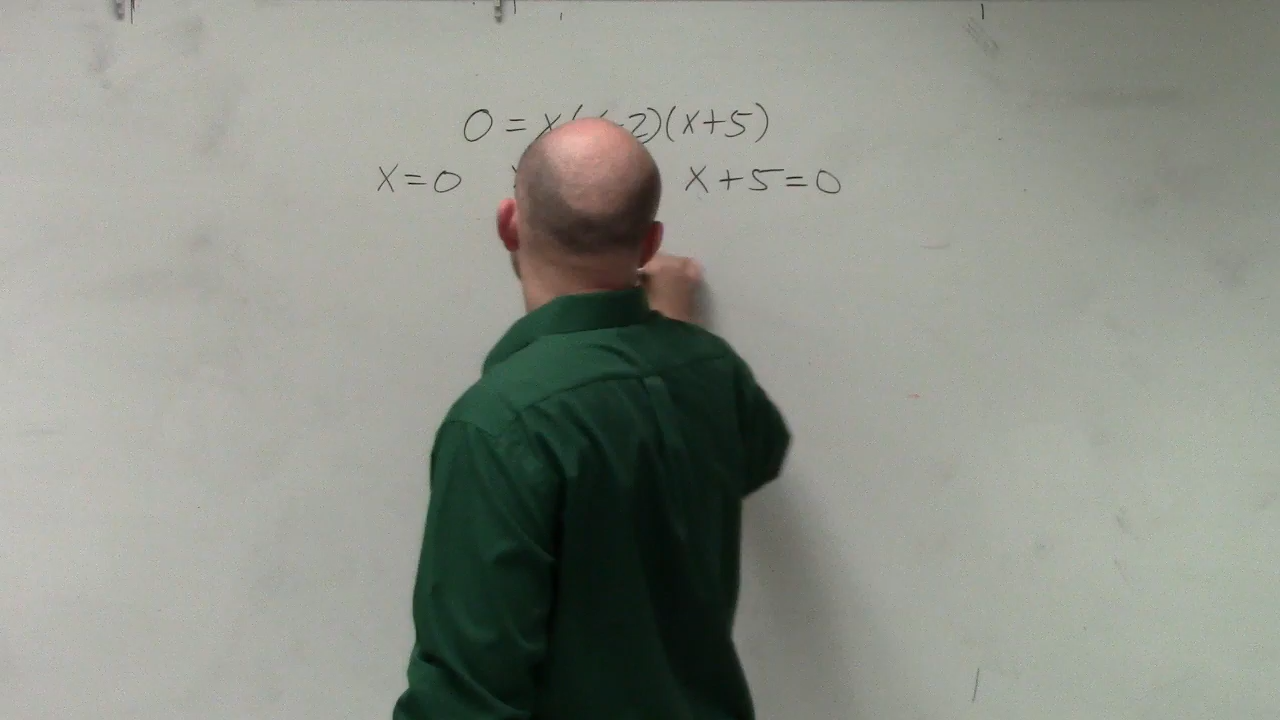 0 = x( -2)(x+5)
x=0 x+5=0